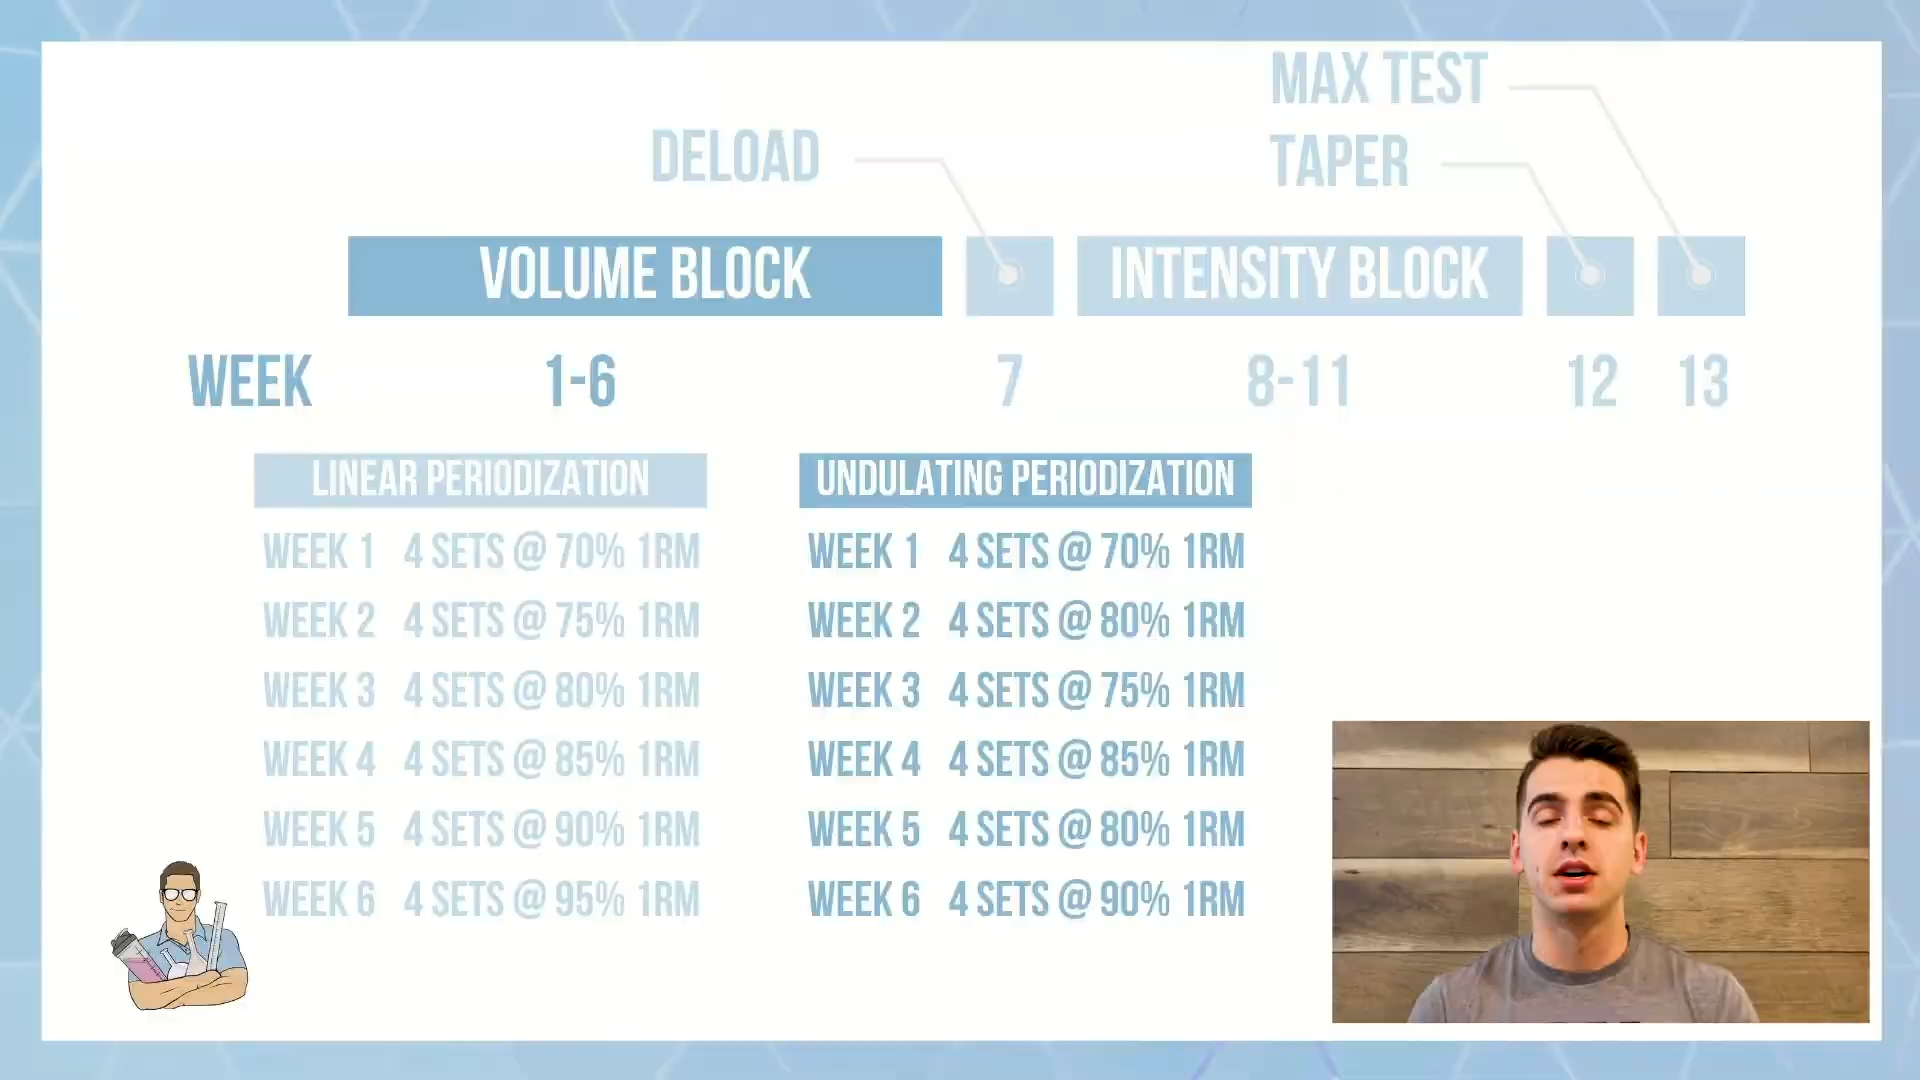 MAX TEST
DELOAD
TAPER
VOLUME BLOCK
INTENSITY BLOCK
WEEK 1-6 7 8-11 12 13
LINEAR PERIODIZATION
WEEK 1 4 SETS @ 70% 1RM
WEEK 2 4 SETS @ 75% 1RM
WEEK 3 4 SETS @ 80% 1RM
WEEK 4 4 SETS @ 85% 1RM
WEEK 5 4 SETS @ 90% 1RM
WEEK 6 4 SETS @ 95% 1RM
UNDULATING PERIODIZATION
WEEK 1 4 SETS @ 70% 1RM
WEEK 2 4 SETS @ 80% 1RM
WEEK 3 4 SETS @ 75% 1RM
WEEK 4 4 SETS @ 85% 1RM
WEEK 5 4 SETS @ 80% 1RM
WEEK 6 4 SETS @ 90% 1RM